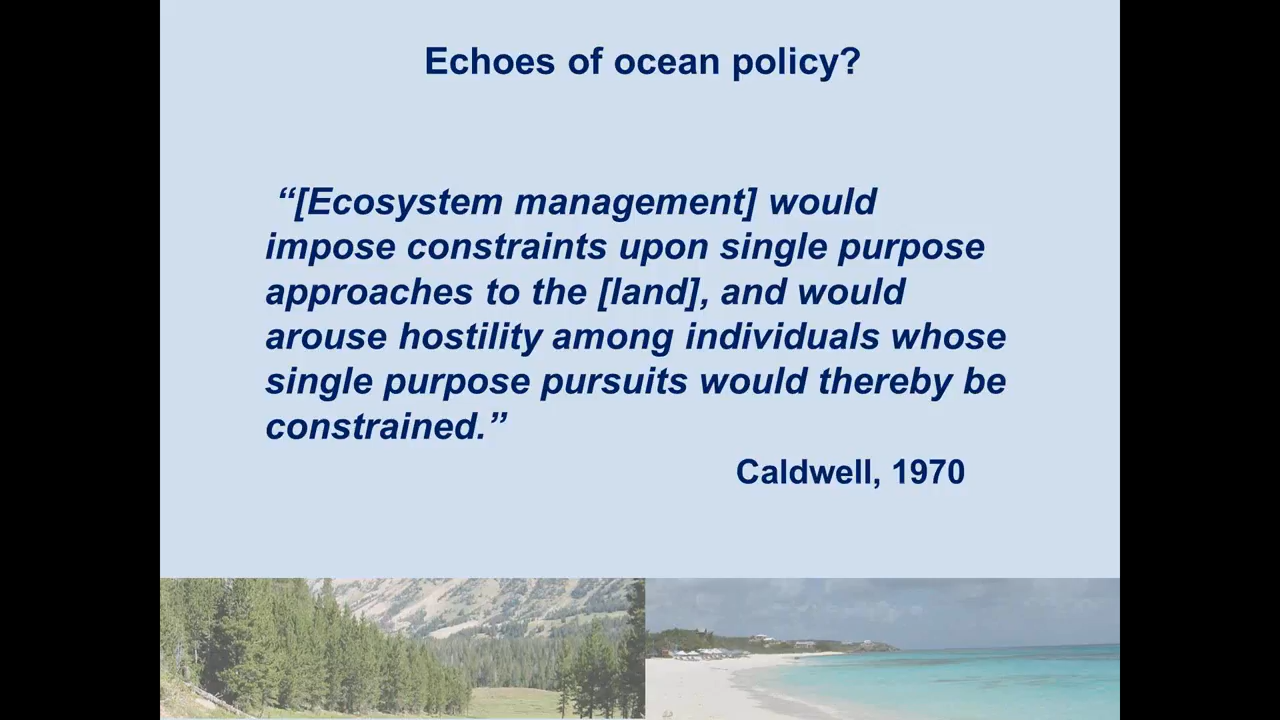 Echoes of ocean policy?
“[Ecosystem management] would
impose constraints upon single purpose
approaches to the [land], and would
arouse hostility among individuals whose
single purpose pursuits would thereby be
constrained.”
Caldwell, 1970